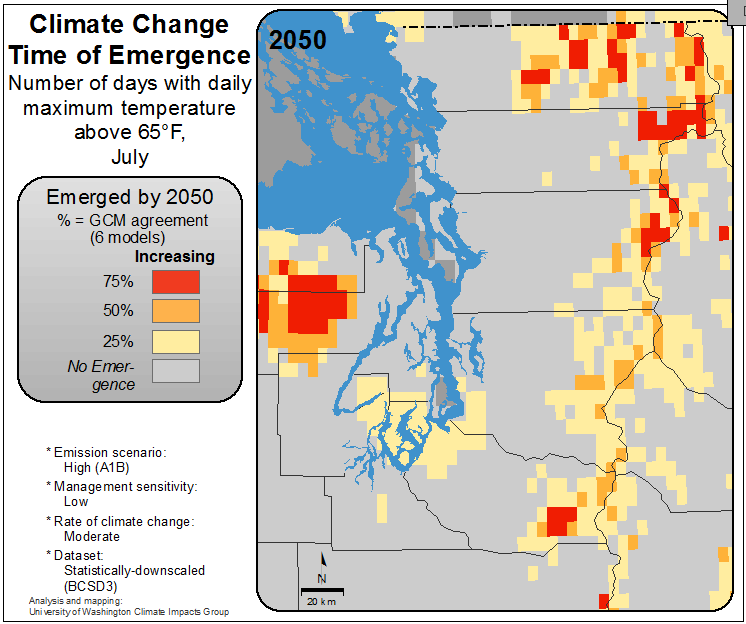 Climate Change
Time of Emergence
Number of days with daily
maximum temperature
above 65°F,
July
2050
Emerged by 2050
% = GCM agreement
(6 models)
Increasing
75%
50%
25%
No Emer-
gence
* Emission scenario:
High (A1B)
* Management sensitivity:
Low
* Rate of climate change:
Moderate
* Dataset:
Statistically-downscaled
(BCSD3)
Analysis and mapping:
University of Washington Climate Impacts Group
N
20 km